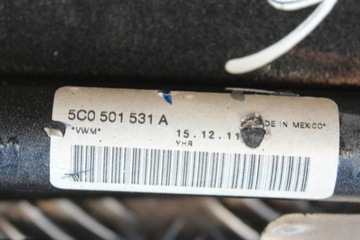 5C0 501 531 A
*VWM* 15.12.11 DE IN MEXICO*
YHR